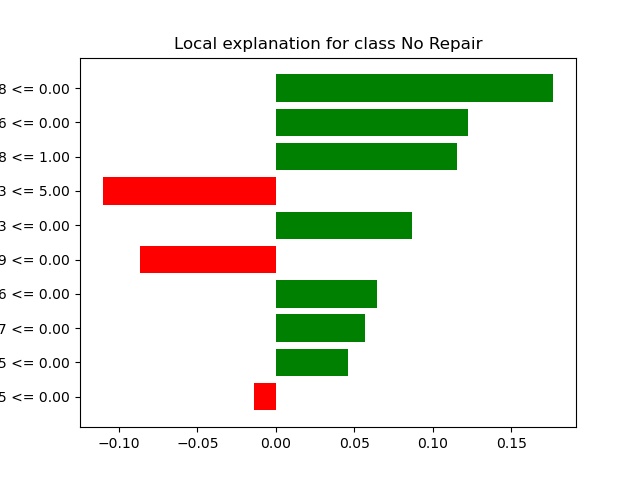 Local explanation for class No Repair
8 <= 0.00
6 <= 0.00
8 <= 1.00
3 <= 5.00
3 <= 0.00
9 <= 0.00
6 <= 0.00
7 <= 0.00
5 <= 0.00
5 <= 0.00
−0.10 −0.05 0.00 0.05 0.10 0.15